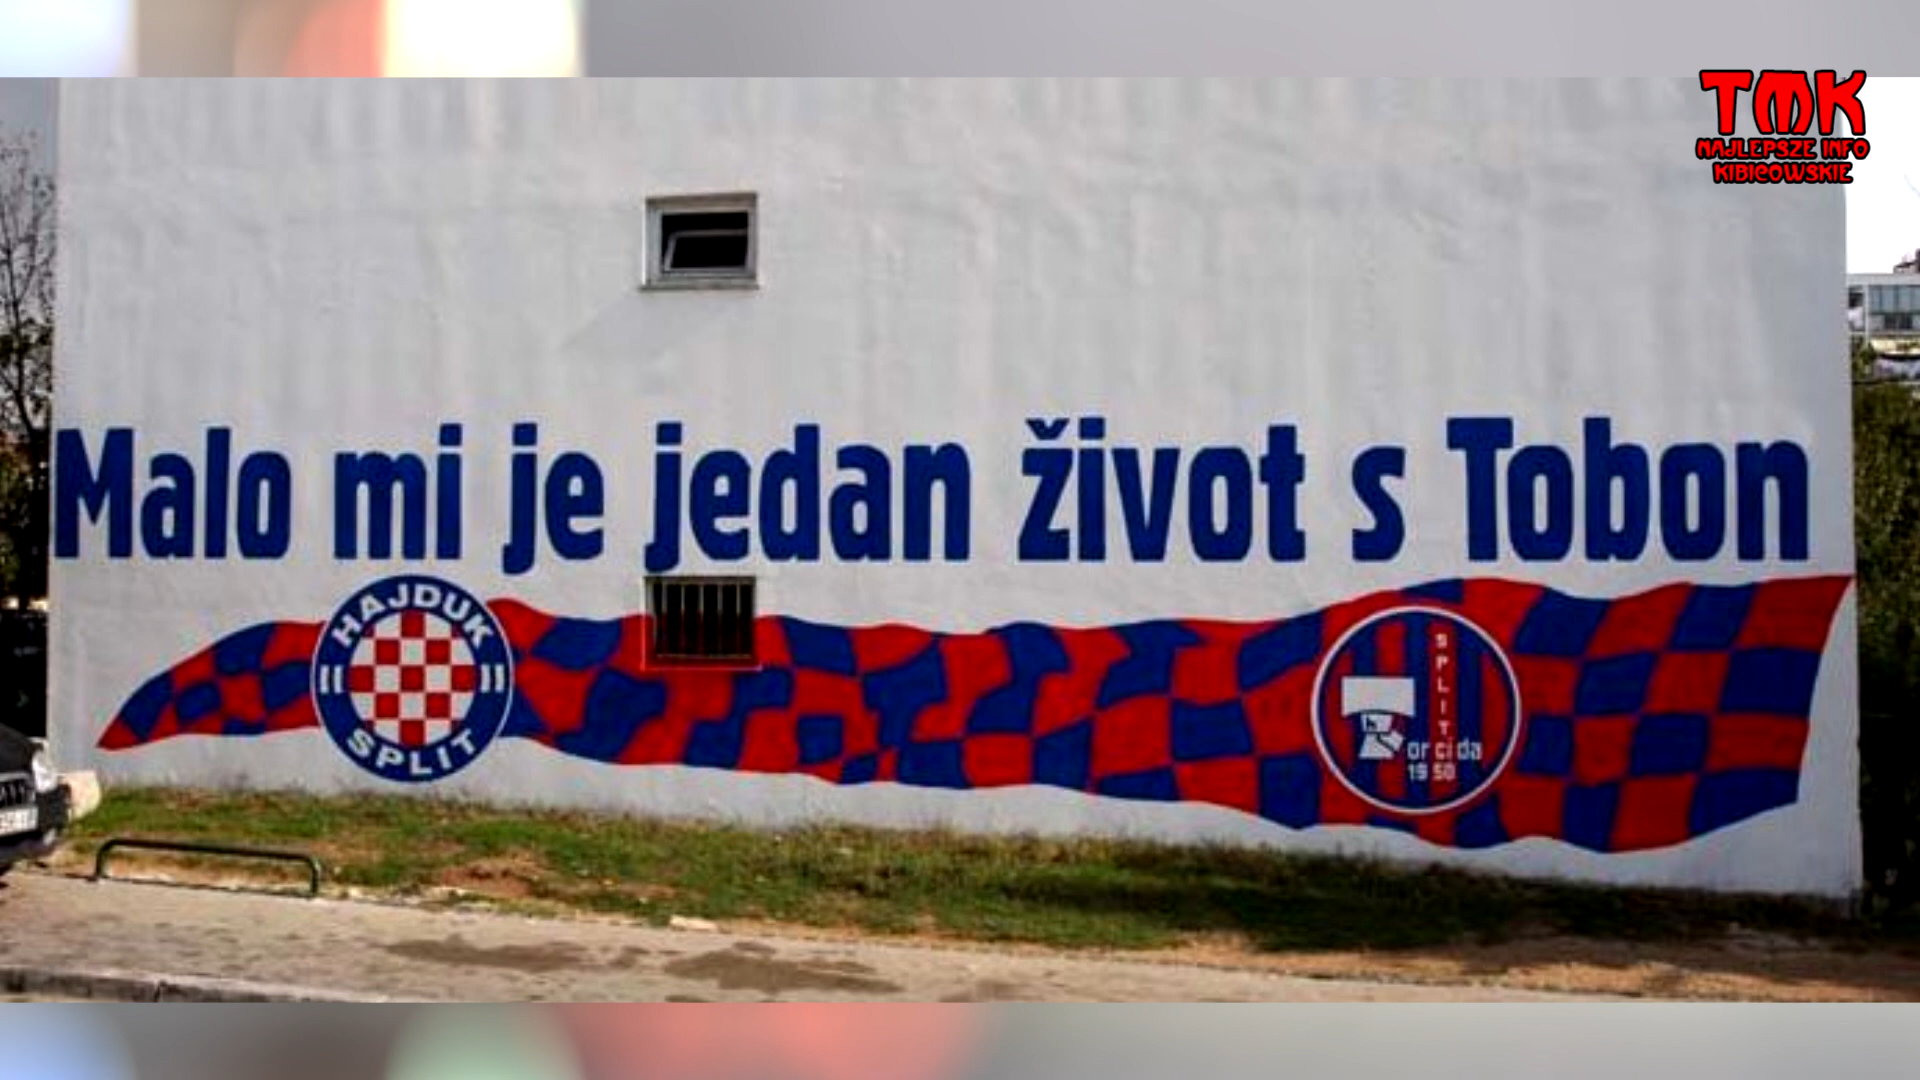 TMK
NAJLEPSZE INFO
KIBICOWSKIE
Malo mi je jedan život s Tobon
HAJDUK
SPLIT
SPLIT
orcida
1950